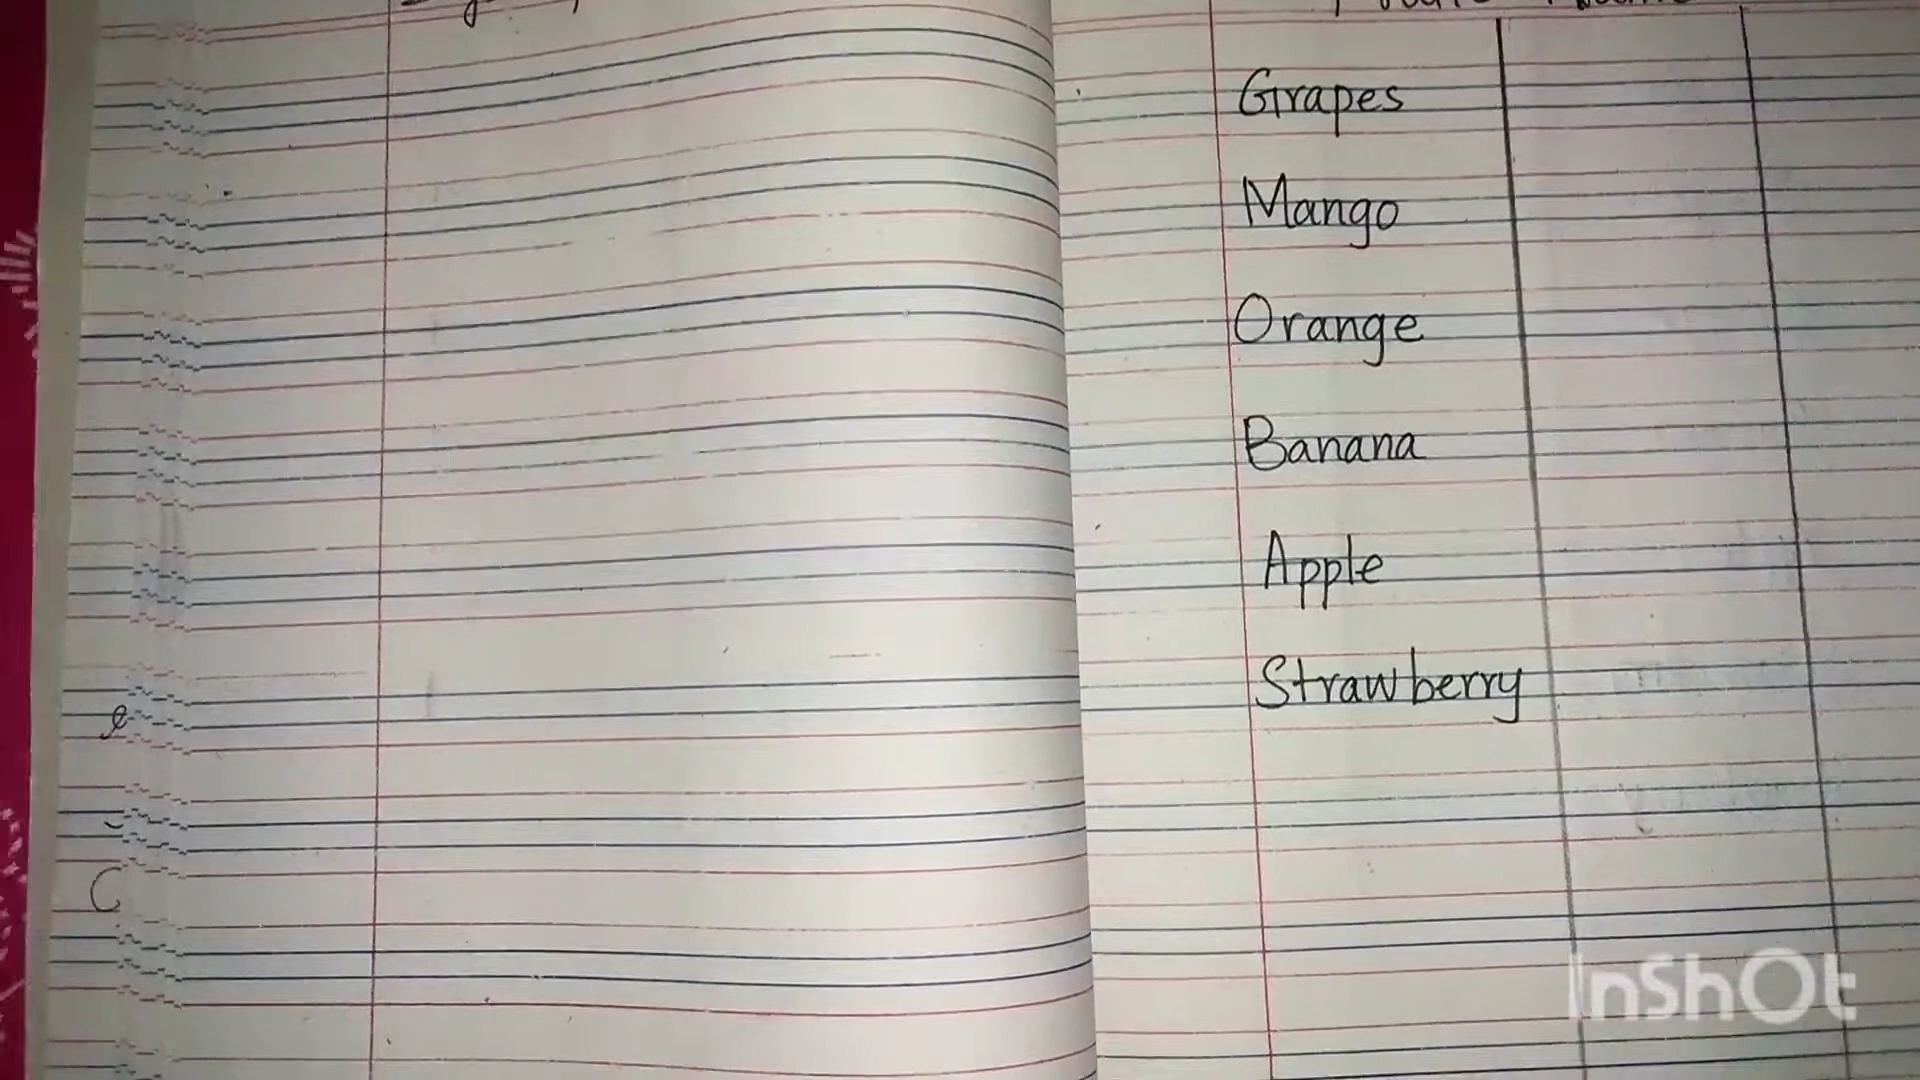 Grapes
Mango
Orange
Banana
Apple
Strawberry
e
C
InShOt